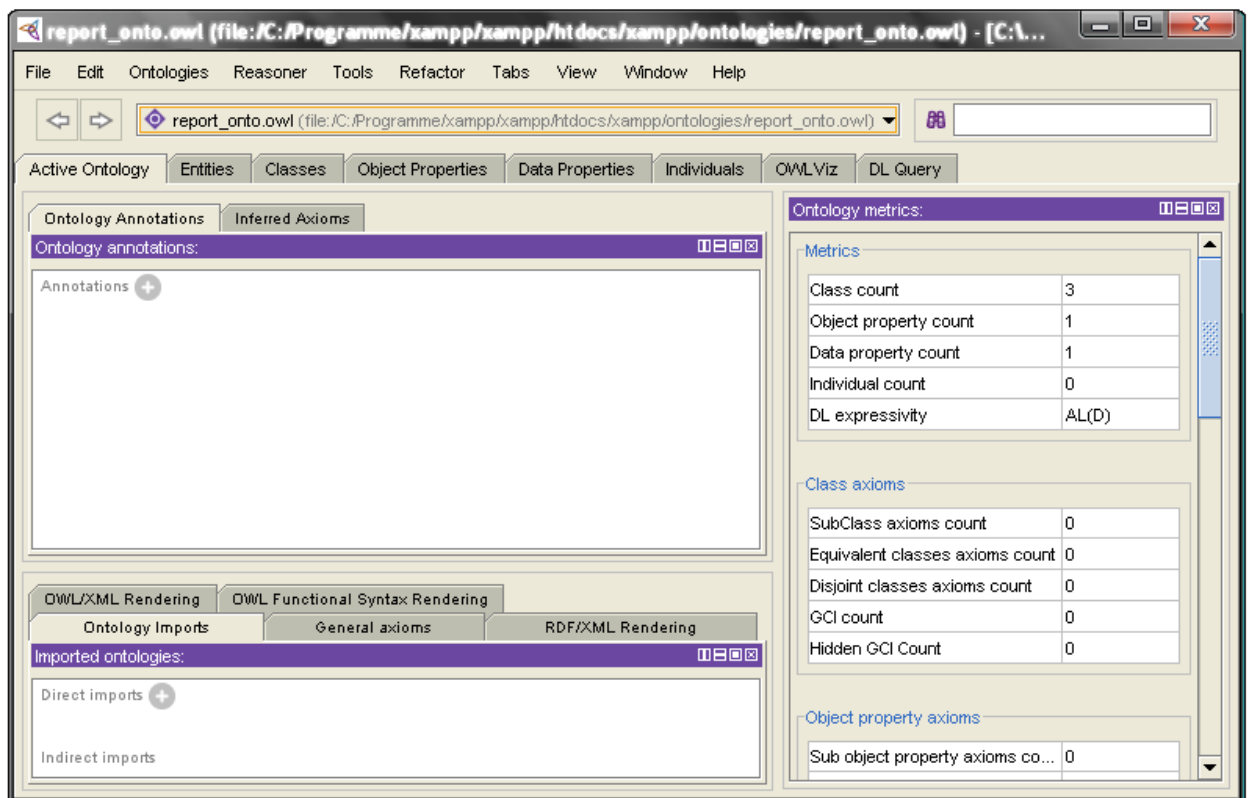 report_onto.owl (file:/C:/Programme/xampp/xampp/htdocs/xampp/ontologies/report_onto.owl) - [C:\...
File Edit Ontologies Reasoner Tools Refactor Tabs View Window Help
report_onto.owl (file:/C:/Programme/xampp/xampp/htdocs/xampp/ontologies/report_onto.owl)
Active Ontology Entities Classes Object Properties Data Properties Individuals OWLViz DL Query
Ontology Annotations Inferred Axioms
Ontology annotations:
Annotations
OWL/XML Rendering OWL Functional Syntax Rendering
Ontology Imports General axioms RDF/XML Rendering
Imported ontologies:
Direct imports
Indirect imports
Ontology metrics:
Metrics
Class count 3
Object property count 1
Data property count 1
Individual count 0
DL expressivity AL(D)
Class axioms
SubClass axioms count 0
Equivalent classes axioms count 0
Disjoint classes axioms count 0
GCI count 0
Hidden GCI Count 0
Object property axioms
Sub object property axioms co... 0